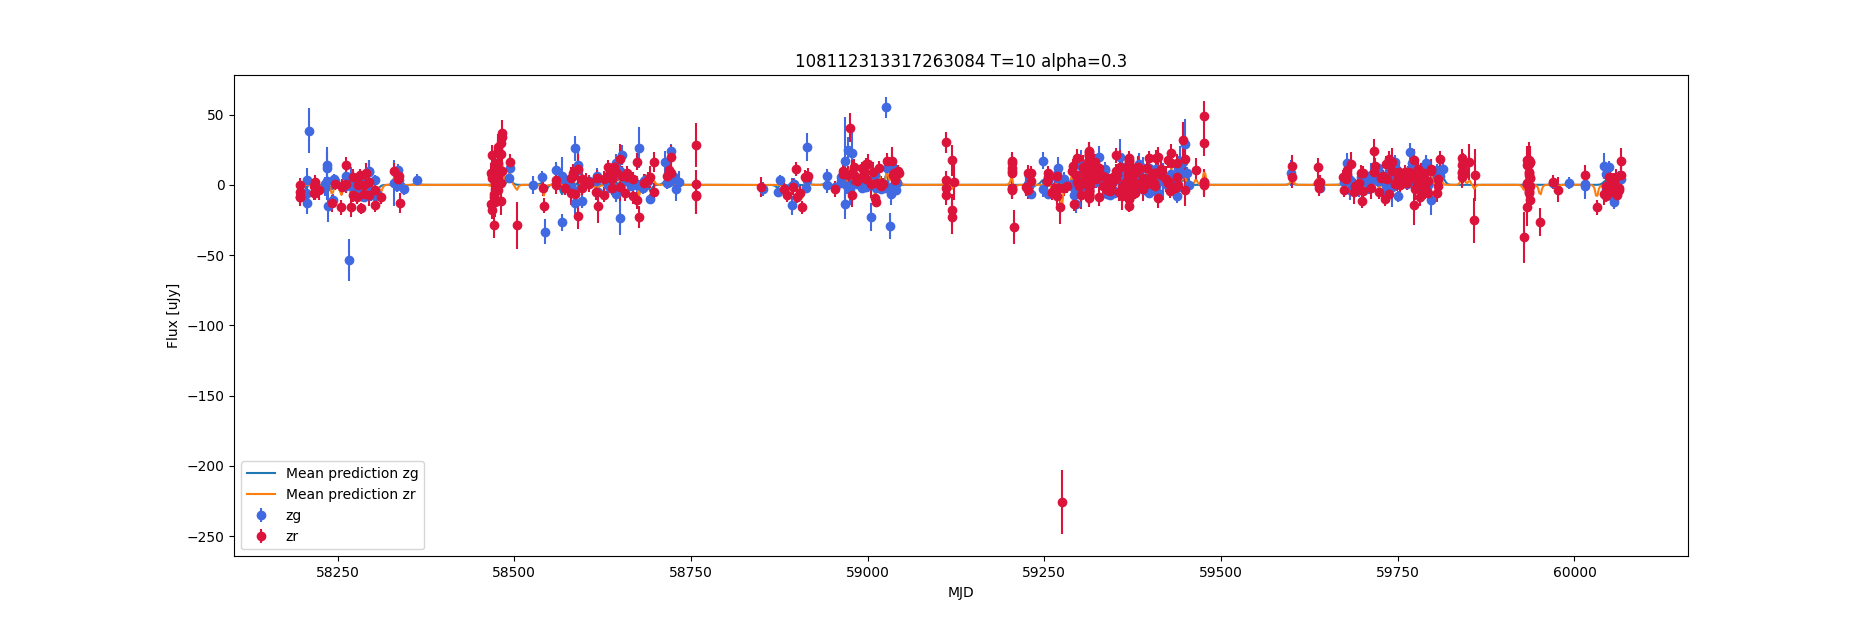 108112313317263084 T=10 alpha=0.3
50
0
−50
−100
−150
−200
−250
Flux [uJy]
Mean prediction zg
Mean prediction zr
zg
zr
58250 58500 58750 59000 59250 59500 59750 60000
MJD